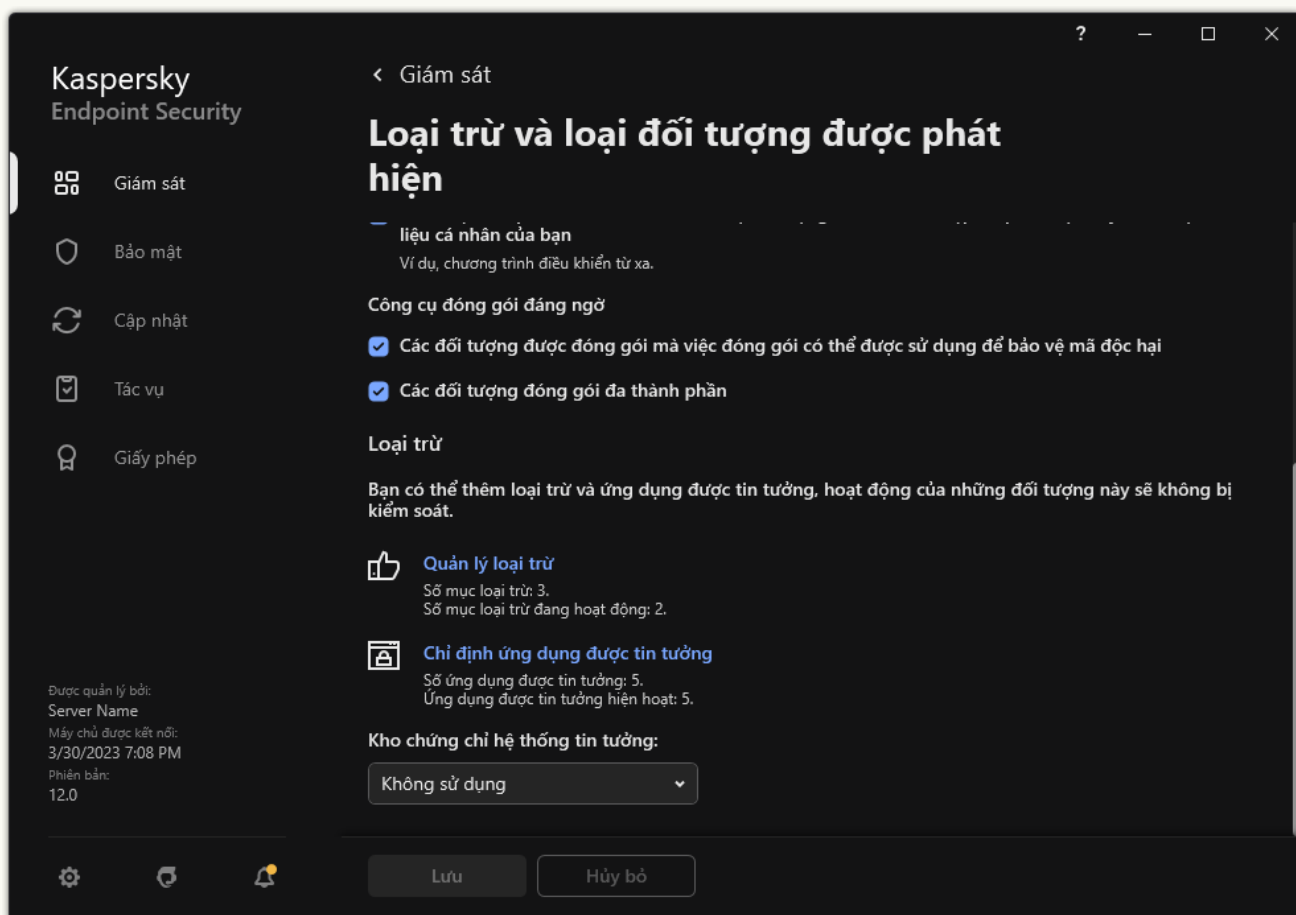 ?
Kaspersky
Endpoint Security
Giám sát
Bảo mật
Cập nhật
Tác vụ
Giấy phép
Được quản lý bởi:
Server Name
Máy chủ được kết nối:
3/30/2023 7:08 PM
Phiên bản:
12.0
Giám sát
Loại trừ và loại đối tượng được phát
hiện
liệu cá nhân của bạn
Ví dụ, chương trình điều khiển từ xa.
Công cụ đóng gói đáng ngờ
Các đối tượng được đóng gói mà việc đóng gói có thể được sử dụng để bảo vệ mã độc hại
Các đối tượng đóng gói đa thành phần
Loại trừ
Bạn có thể thêm loại trừ và ứng dụng được tin tưởng, hoạt động của những đối tượng này sẽ không bị
kiểm soát.
Quản lý loại trừ
Số mục loại trừ: 3.
Số mục loại trừ đang hoạt động: 2.
Chỉ định ứng dụng được tin tưởng
Số ứng dụng được tin tưởng: 5.
Ứng dụng được tin tưởng hiện hoạt: 5.
Kho chứng chỉ hệ thống tin tưởng:
Không sử dụng
Lưu
Hủy bỏ